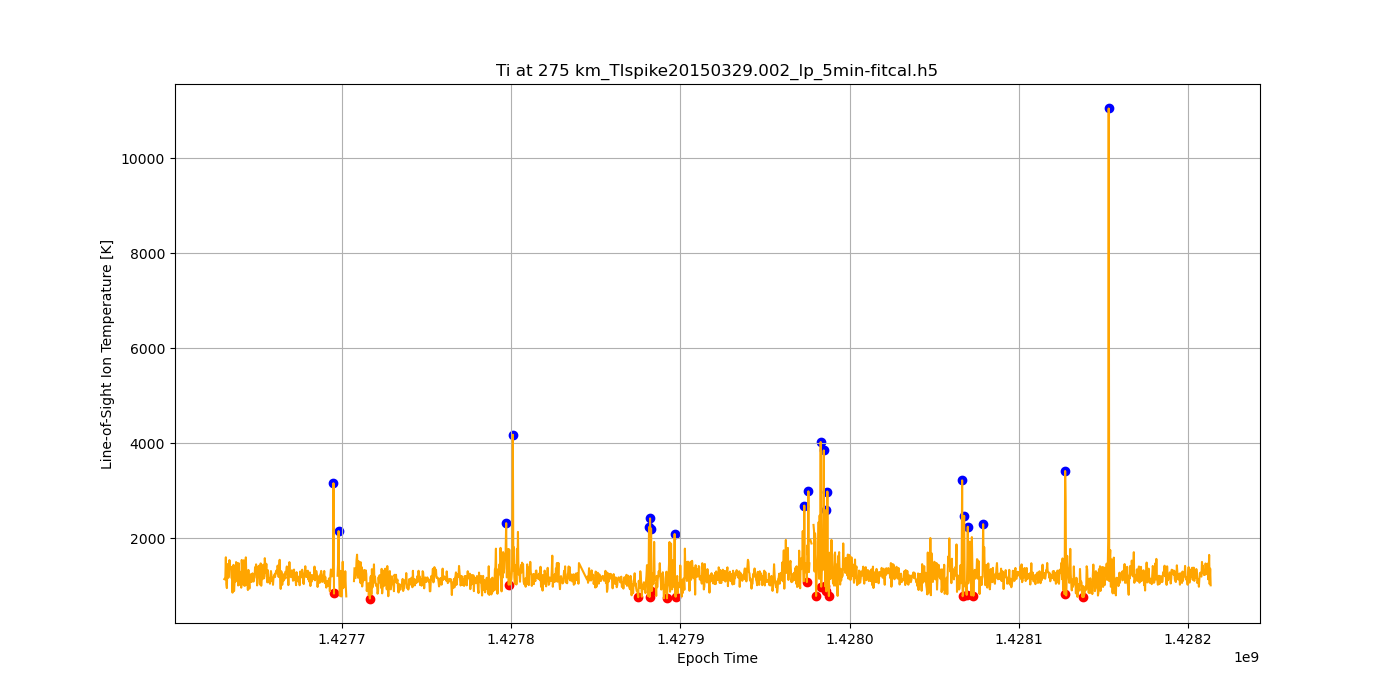 Ti at 275 km_TIspike20150329.002_lp_5min-fitcal.h5
Line-of-Sight Ion Temperature [K]
10000
8000
6000
4000
2000
1.4277
1.4278
1.4279
1.4280
1.4281
1.4282
1e9
Epoch Time